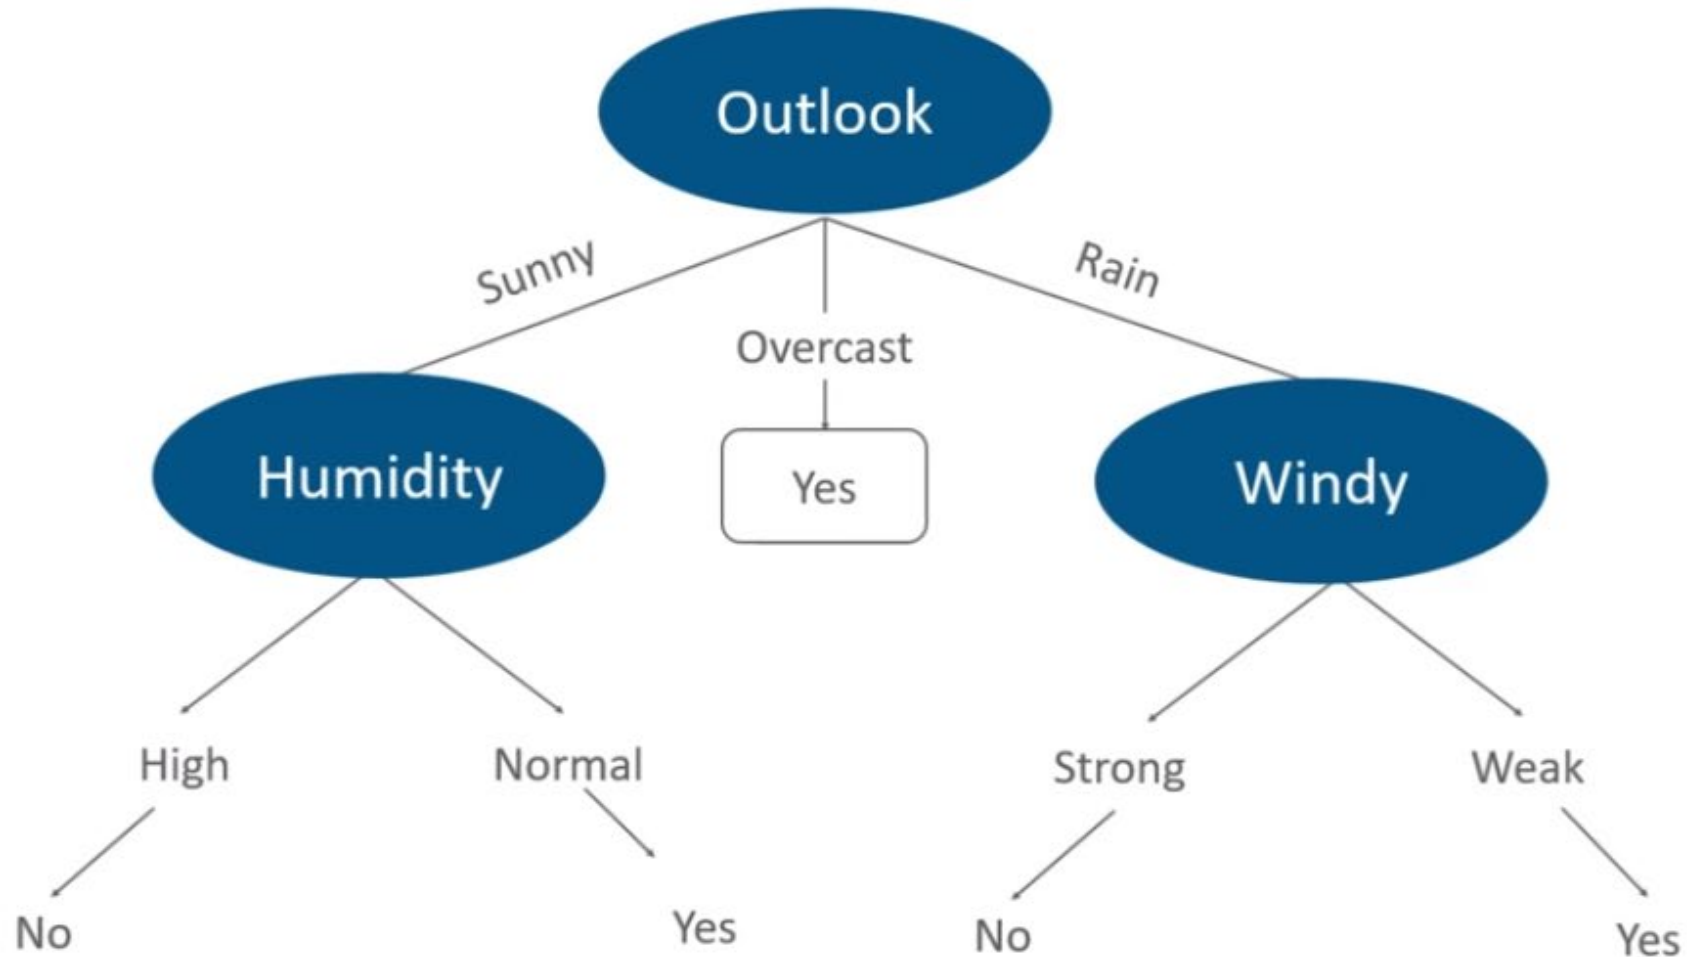 Outlook
Sunny
Rain
Overcast
Humidity
Yes
Windy
High
Normal
Strong
Weak
No
Yes
No
Yes